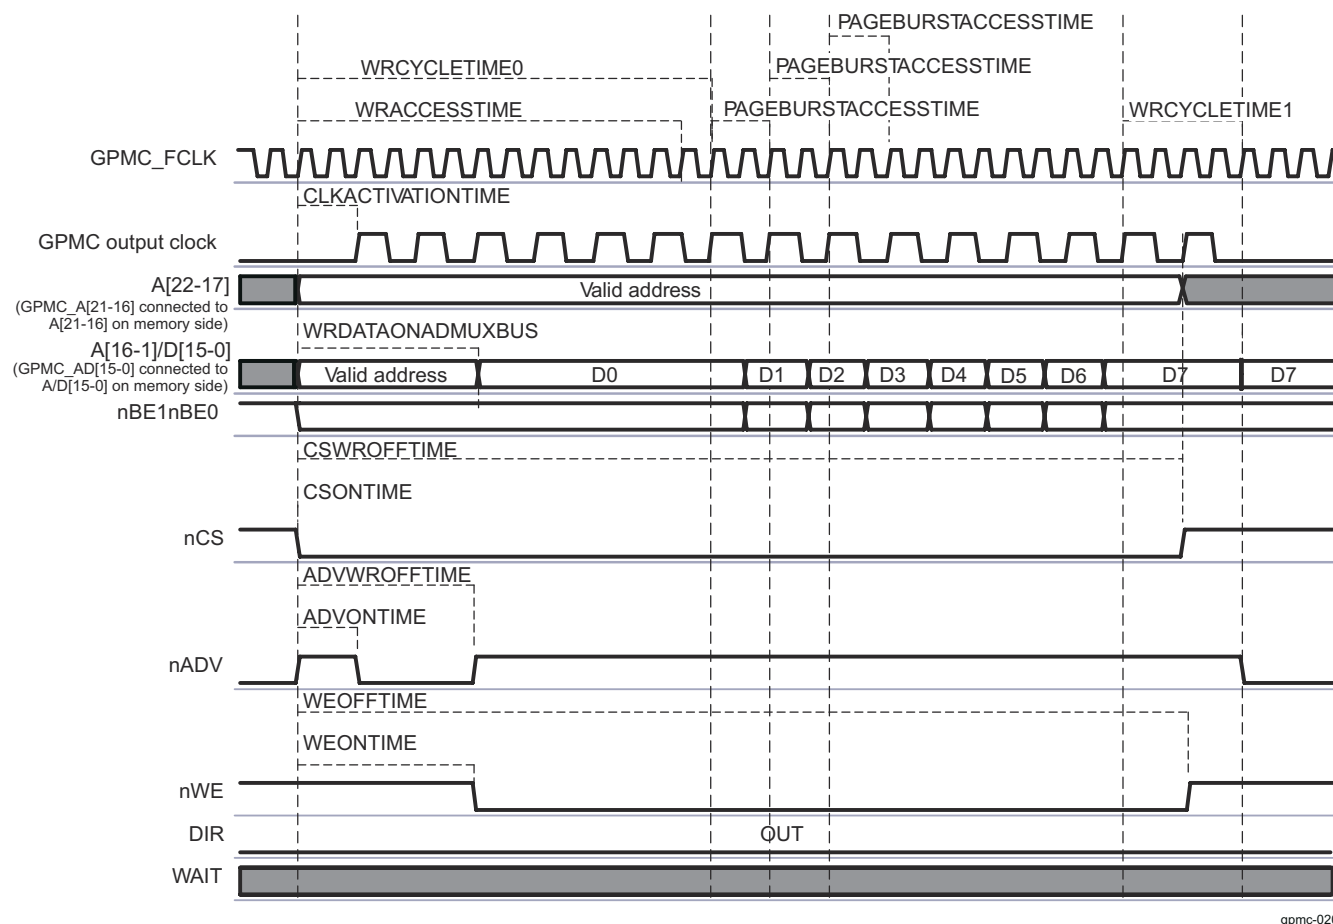 PAGEBURSTACCESSTIME
WRCYCLETIME0
PAGEBURSTACCESSTIME
WRACCESSTIME
PAGEBURSTACCESSTIME
WRCYCLETIME1
GPMC_FCLK
CLKACTIVATIONTIME
GPMC output clock
A[22-17]
(GPMC_A[21-16] connected to
A[21-16] on memory side)
Valid address
WRDATAONADMUXBUS
A[16-1]/D[15-0]
(GPMC_AD[15-0] connected to
A/D[15-0] on memory side)
Valid address D0 D1 D2 D3 D4 D5 D6 D7 D7
nBE1nBE0
CSWROFFTIME
CSONTIME
nCS
ADVWROFFTIME
ADVONTIME
nADV
WEOFFTIME
WEONTIME
nWE
DIR OUT
WAIT
gpmc-020